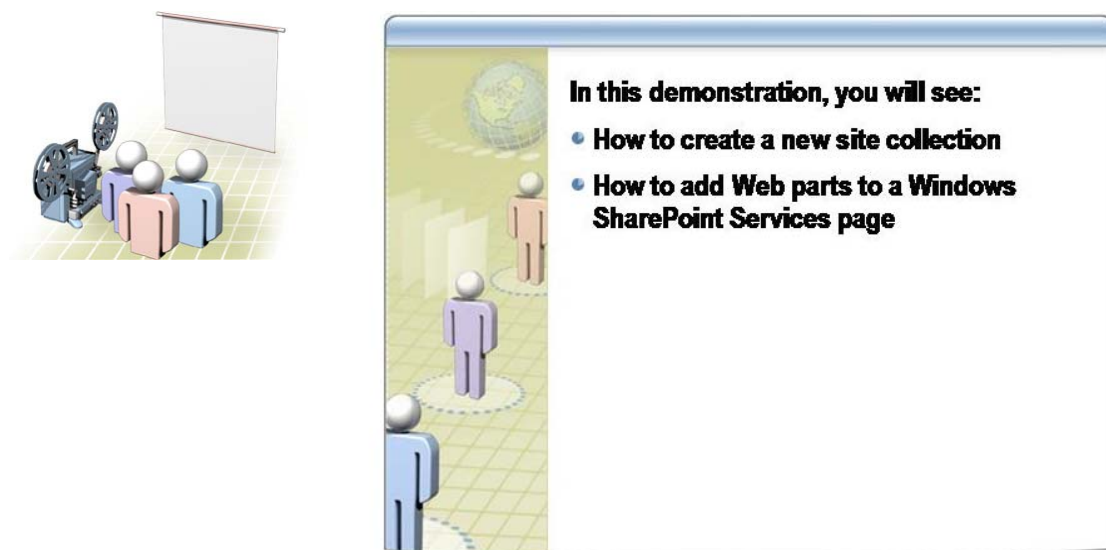 In this demonstration, you will see:
How to create a new site collection
How to add Web parts to a Windows
SharePoint Services page